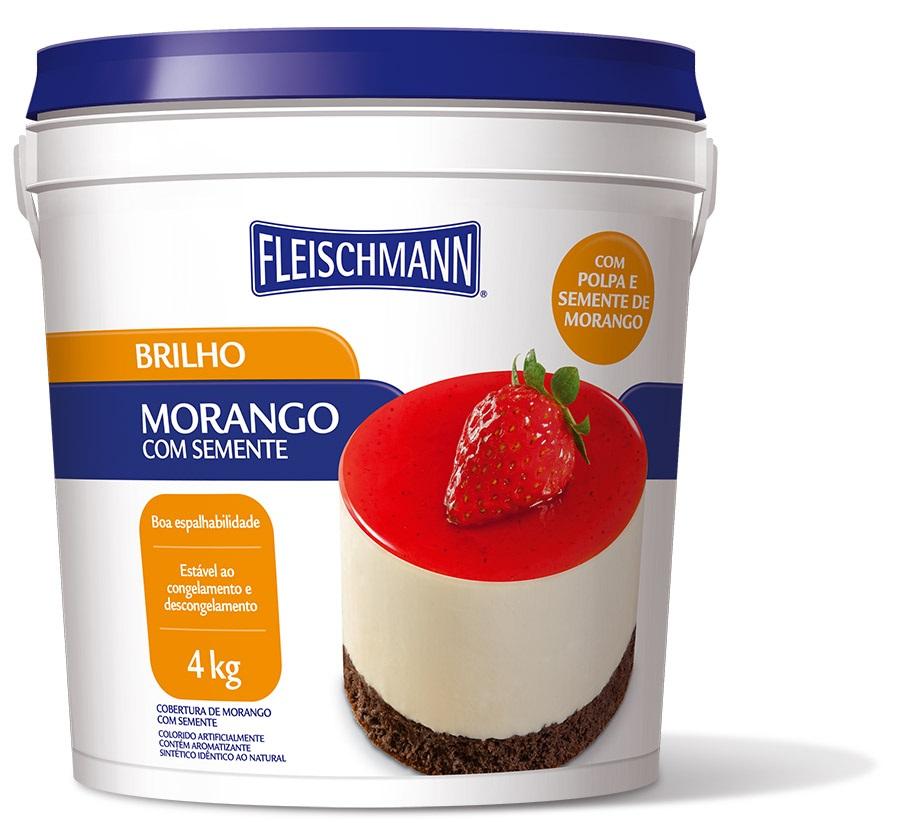 FLEISCHMANN®
COM
POLPA E
SEMENTE DE
MORANGO
BRILHO
MORANGO
COM SEMENTE
Boa espalhabilidade
Estável ao
congelamento e
descongelamento
4 kg
COBERTURA DE MORANGO
COM SEMENTE
COLORIDO ARTIFICIALMENTE
CONTÉM AROMATIZANTE
SINTÉTICO IDÊNTICO AO NATURAL